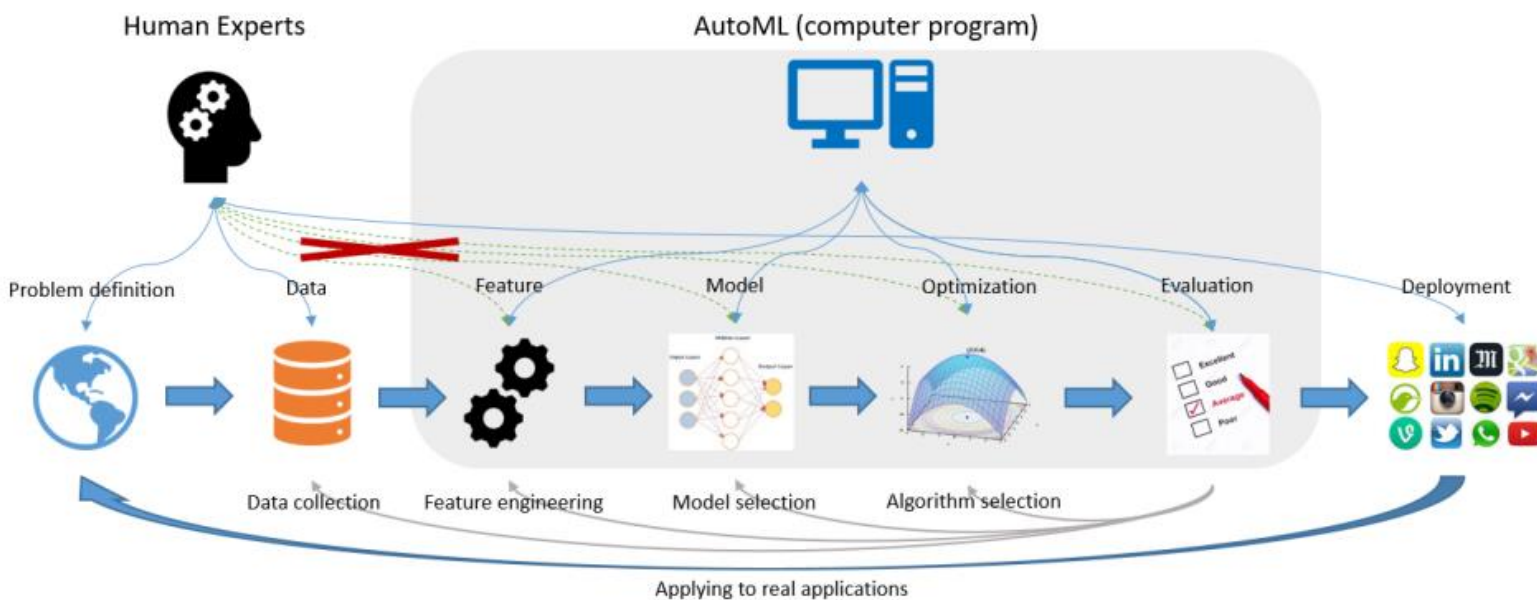 Human Experts
AutoML (computer program)
Problem definition
Data
Feature
Model
Optimization
Evaluation
Deployment
Excellent
Good
Average
Poor
in
Data collection
Feature engineering
Model selection
Algorithm selection
Applying to real applications